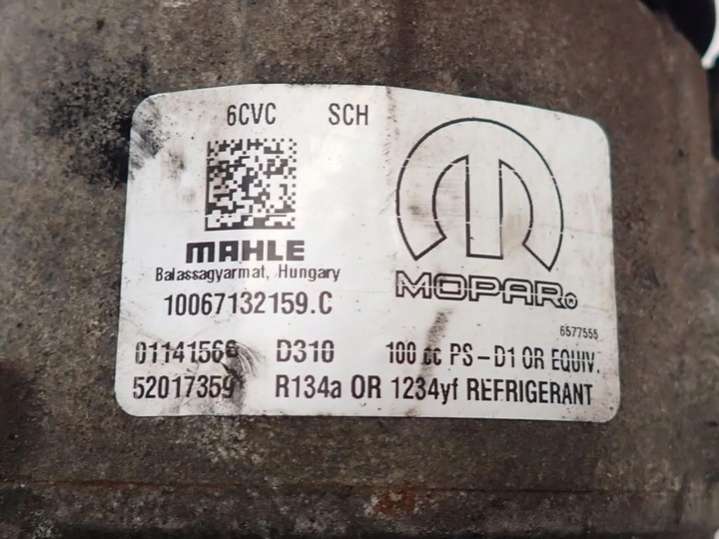 6CVC SCH
MAHLE
Balassagyarmat, Hungary
MOPAR®
10067132159.C
6577555
01141566 D310 100 cc PS-D1 OR EQUIV.
52017359 R134a OR 1234yf REFRIGERANT